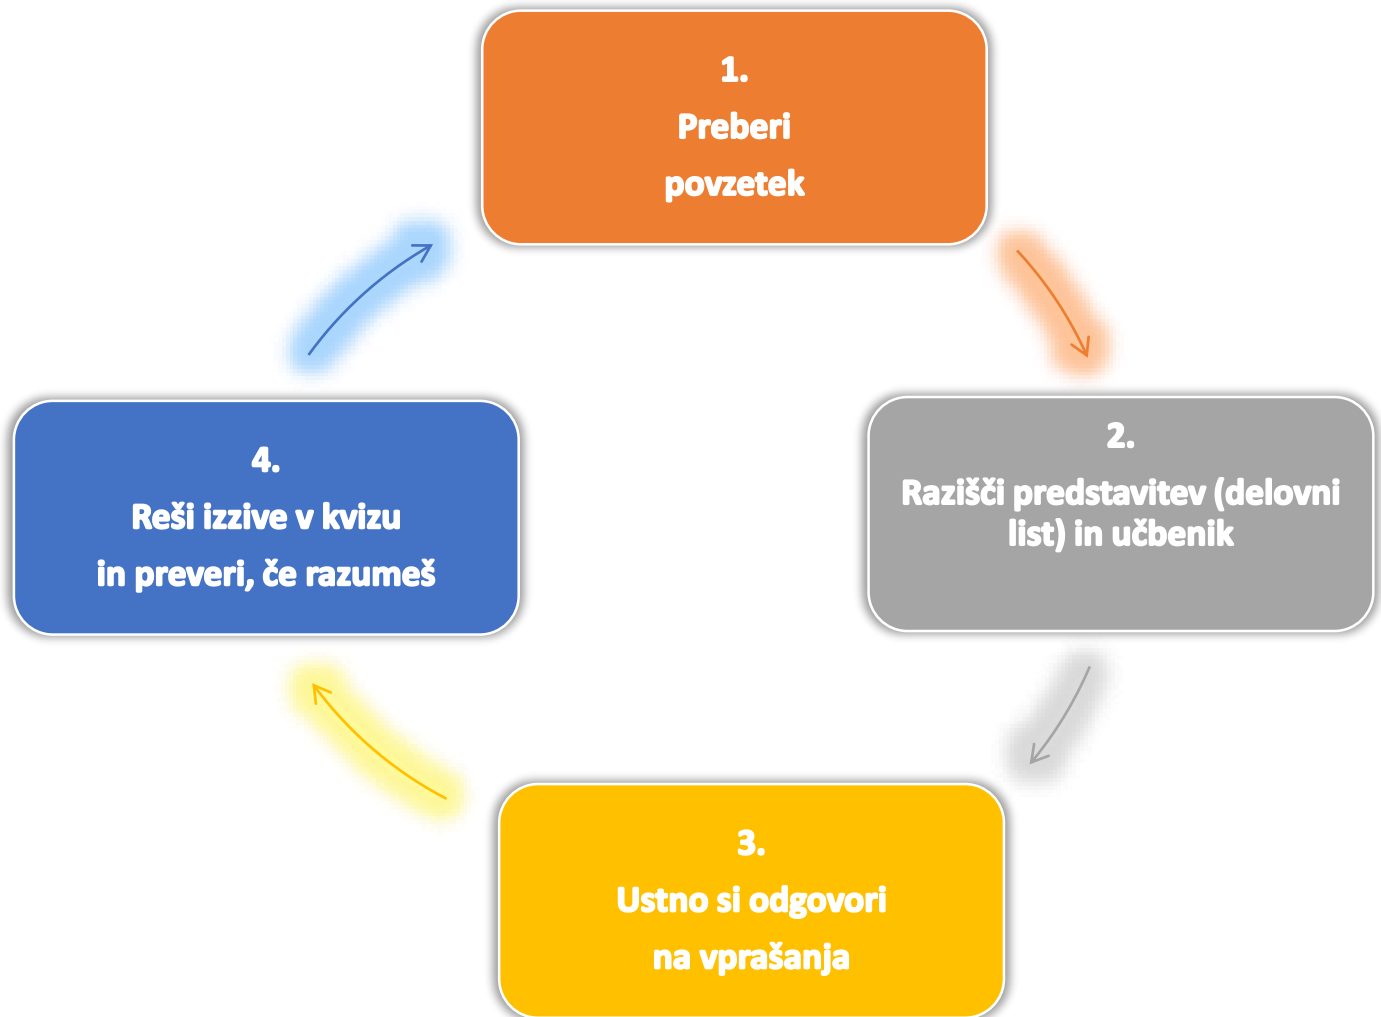 1.
Preberi
povzetek
2.
Razišči predstavitev (delovni
list) in učbenik
3.
Ustno si odgovori
na vprašanja
4.
Reši izzive v kvizu
in preveri, če razumeš